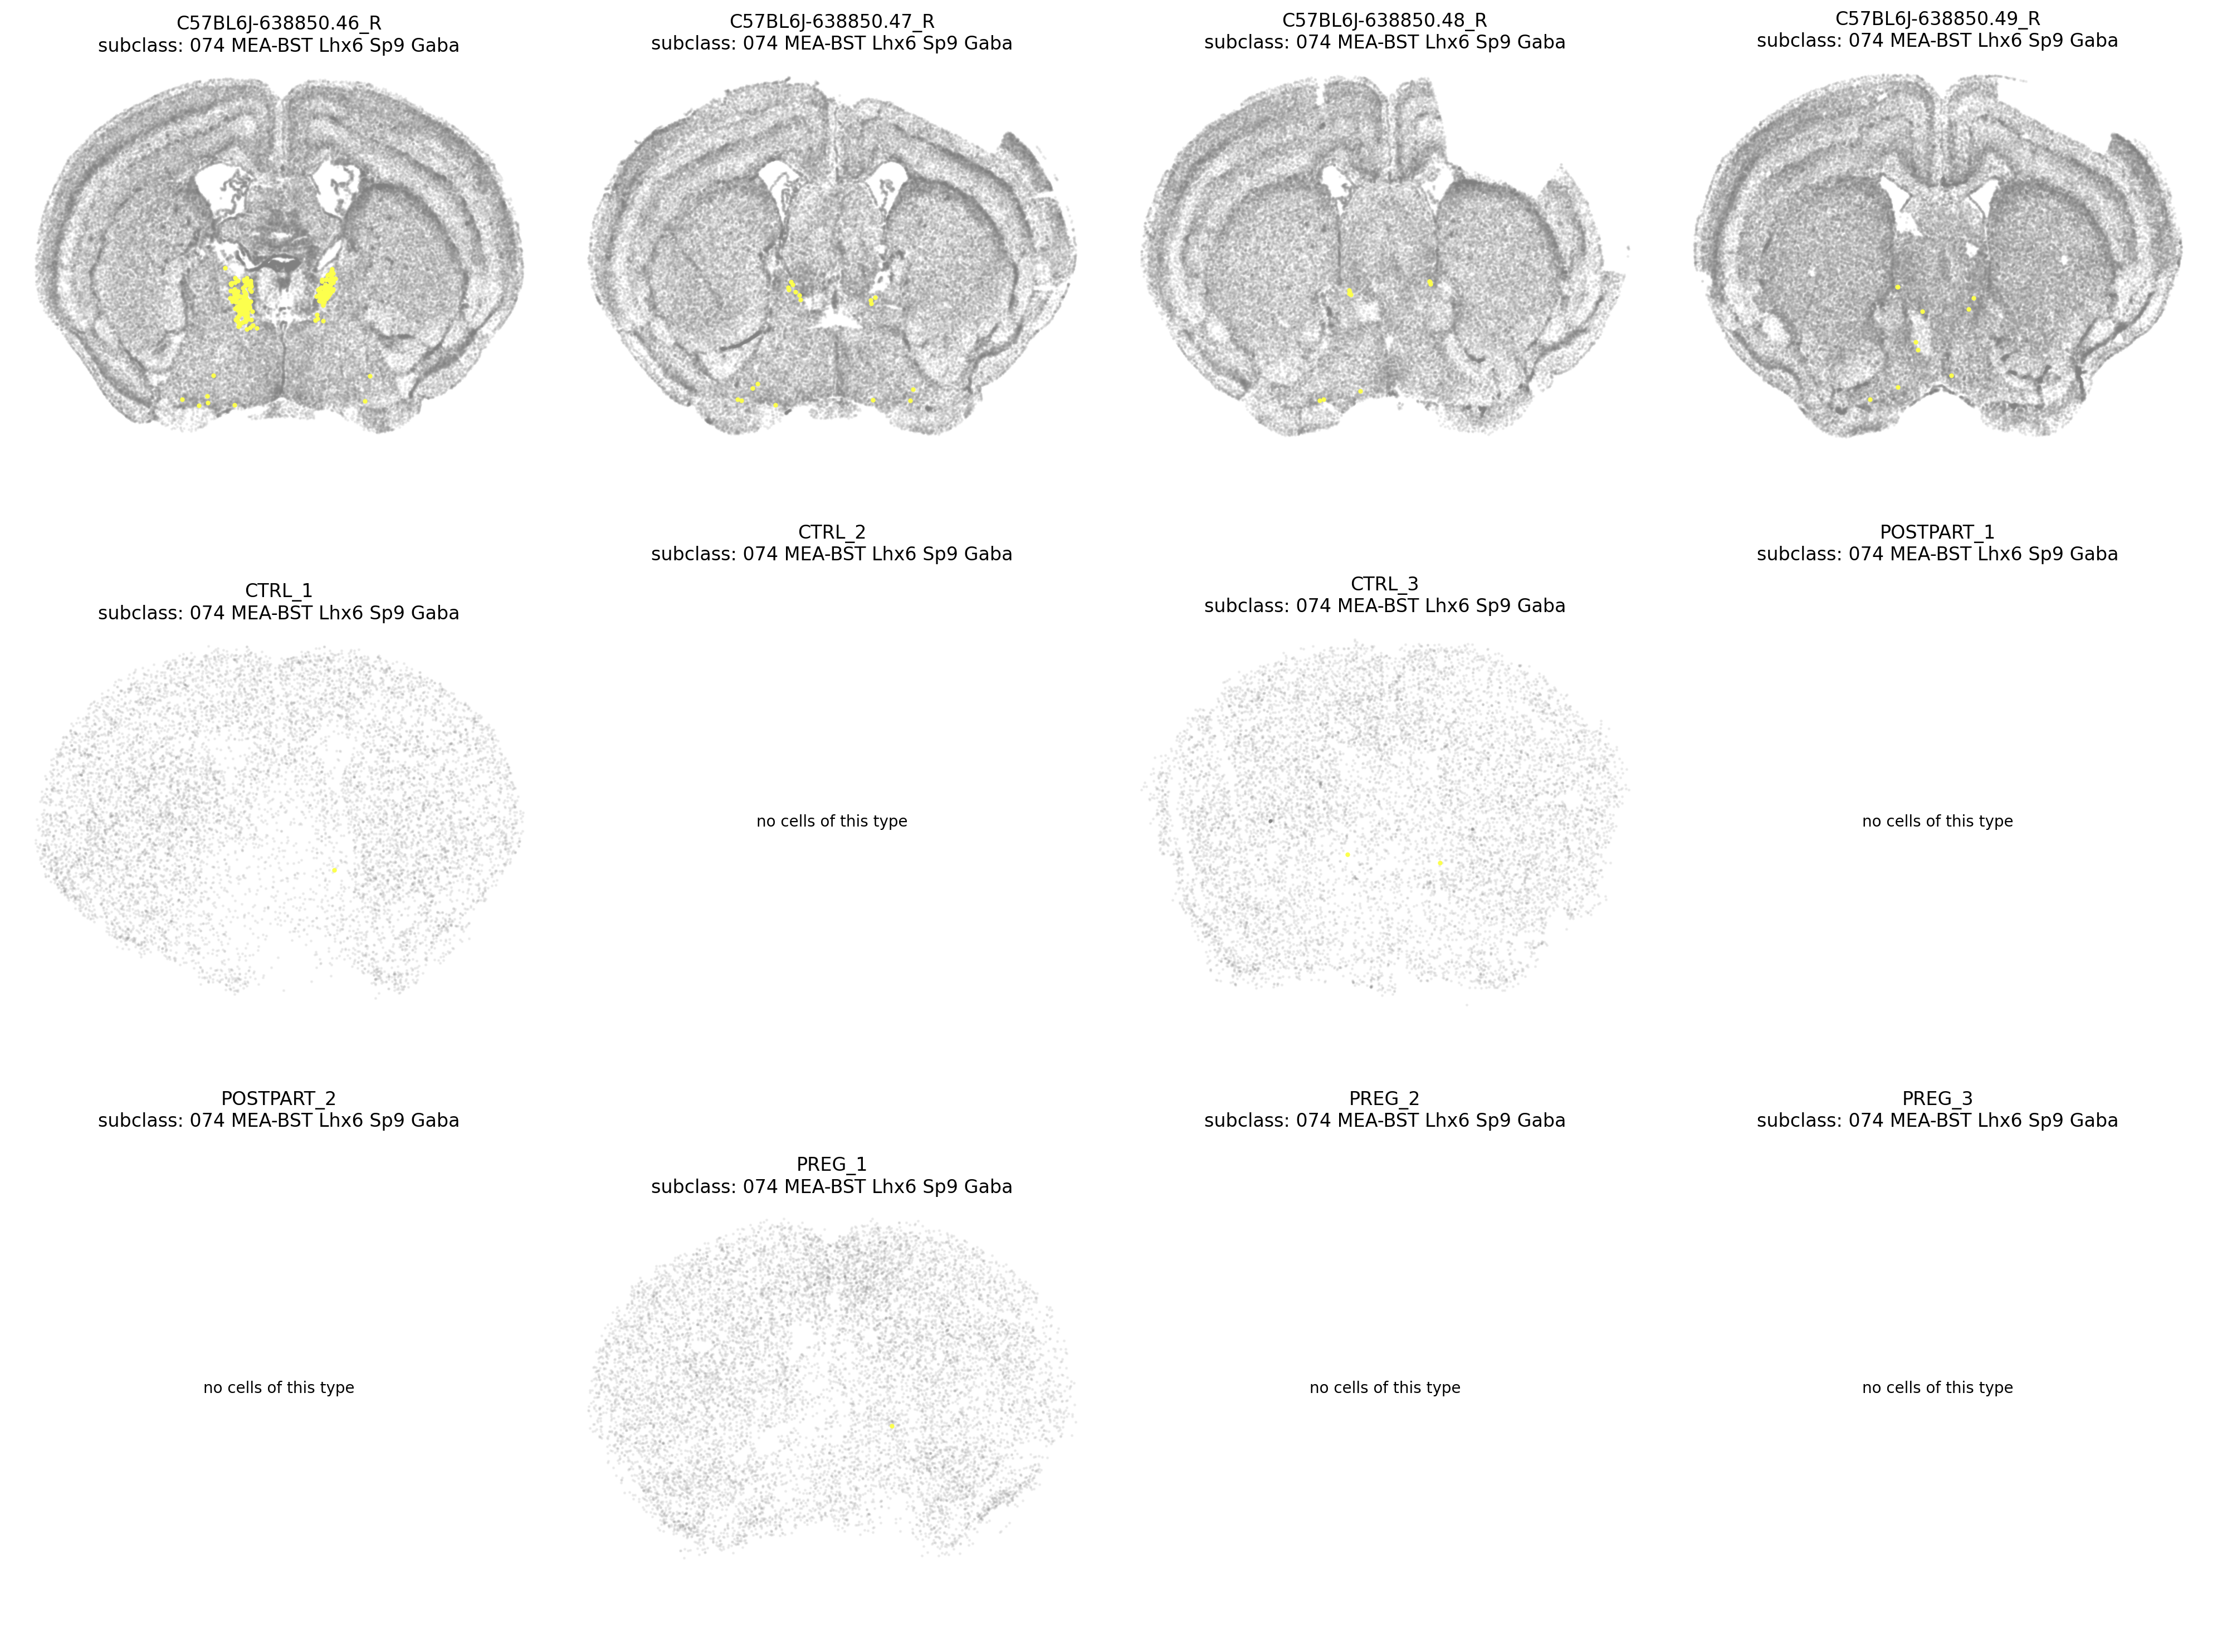 C57BL6J-638850.46_R
subclass: 074 MEA-BST Lhx6 Sp9 Gaba
C57BL6J-638850.47_R
subclass: 074 MEA-BST Lhx6 Sp9 Gaba
C57BL6J-638850.48_R
subclass: 074 MEA-BST Lhx6 Sp9 Gaba
C57BL6J-638850.49_R
subclass: 074 MEA-BST Lhx6 Sp9 Gaba
CTRL_1
subclass: 074 MEA-BST Lhx6 Sp9 Gaba
CTRL_2
subclass: 074 MEA-BST Lhx6 Sp9 Gaba
no cells of this type
CTRL_3
subclass: 074 MEA-BST Lhx6 Sp9 Gaba
POSTPART_1
subclass: 074 MEA-BST Lhx6 Sp9 Gaba
no cells of this type
POSTPART_2
subclass: 074 MEA-BST Lhx6 Sp9 Gaba
no cells of this type
PREG_1
subclass: 074 MEA-BST Lhx6 Sp9 Gaba
PREG_2
subclass: 074 MEA-BST Lhx6 Sp9 Gaba
no cells of this type
PREG_3
subclass: 074 MEA-BST Lhx6 Sp9 Gaba
no cells of this type